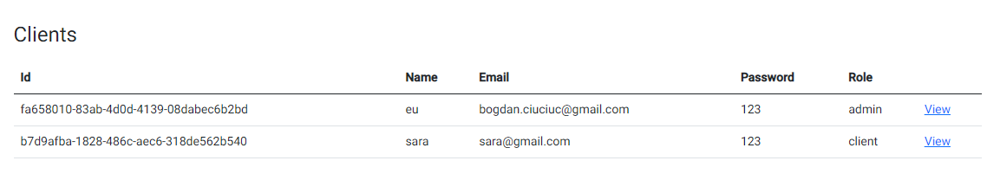 Clients
Id Name Email Password Role
fa658010-83ab-4d0d-4139-08dabec6b2bd eu bogdan.ciuciuc@gmail.com 123 admin View
b7d9afba-1828-486c-aec6-318de562b540 sara sara@gmail.com 123 client View